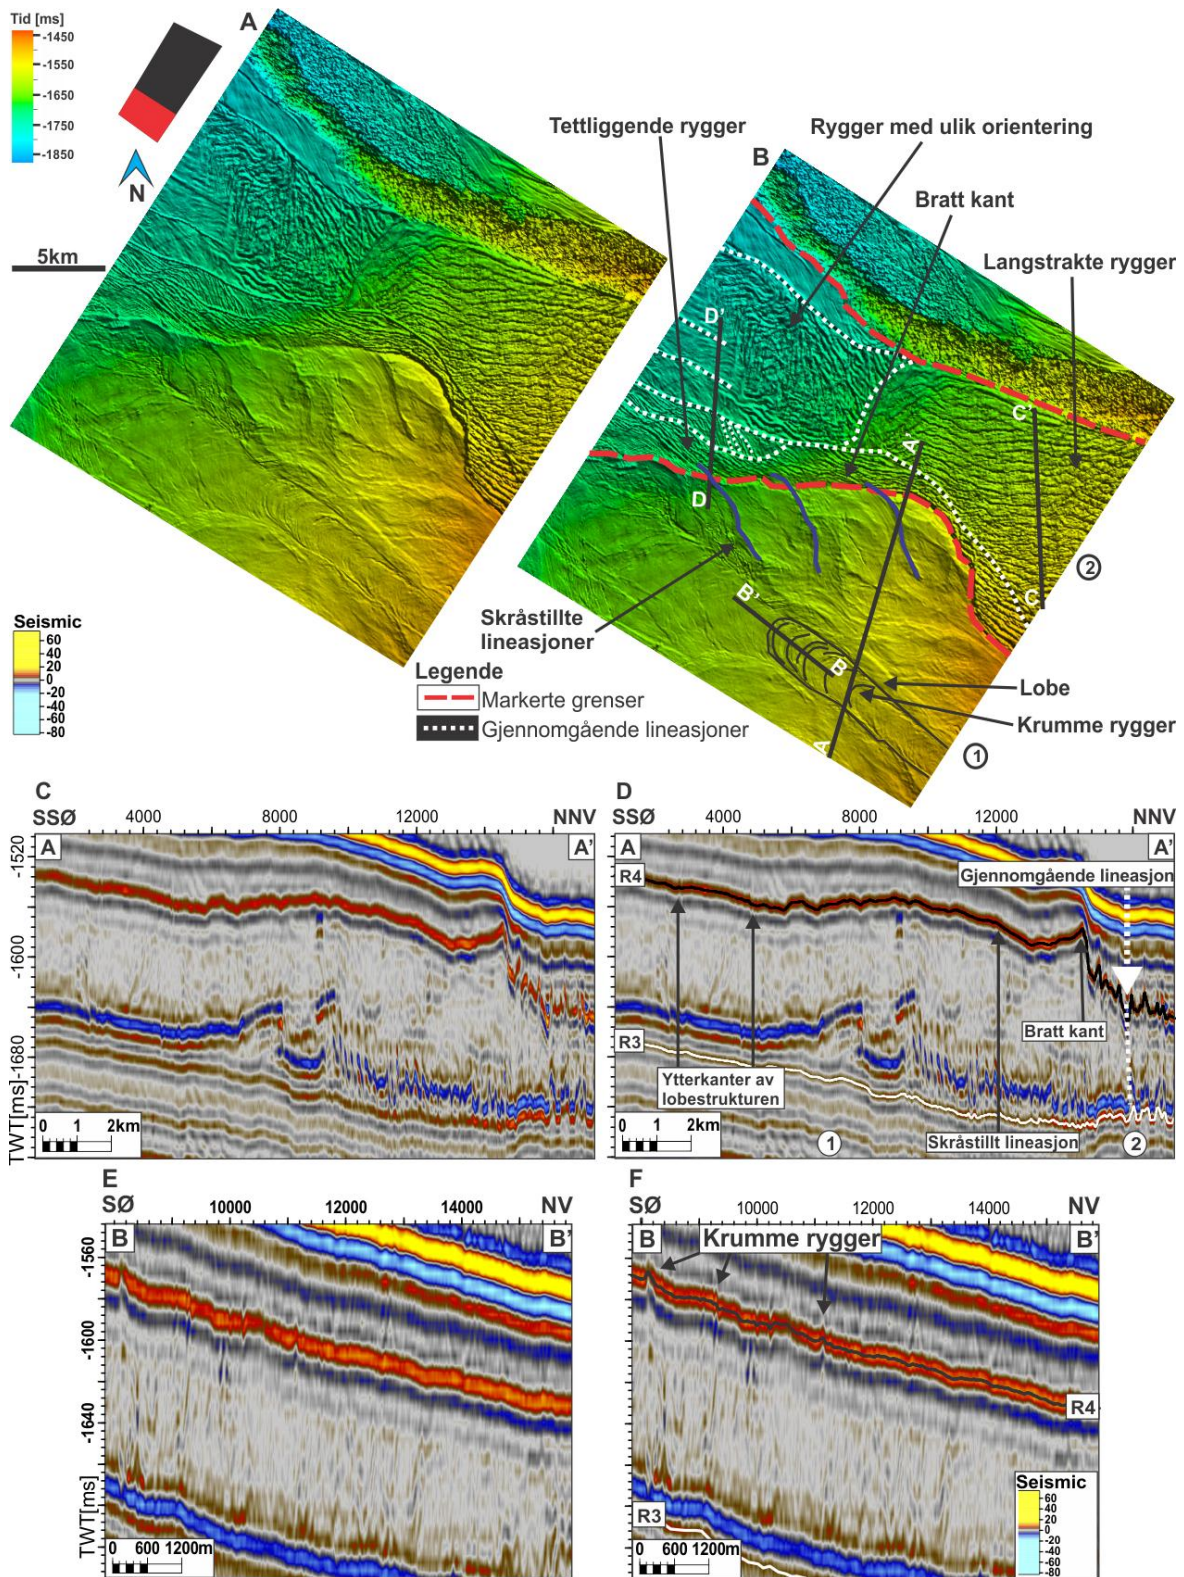 Tid [ms]
-1450
-1550
-1650
-1750
-1850
N
5km
A
B
Tettliggende rygger
Rygger med ulik orientering
Bratt kant
Langstrakte rygger
D'
D
C'
C
A'
A
B'
B
2
1
Skråstillte
lineasjoner
Lobe
Krumme rygger
Legende
Markerte grenser
Gjennomgående lineasjoner
Seismic
60
40
20
0
-20
-40
-60
-80
C
SSØ
4000
8000
12000
NNV
A
A'
-1520
-1600
-1680
TWT[ms]
0 1 2km
D
SSØ
4000
8000
12000
NNV
A
A'
R4
Gjennomgående lineasjon
R3
Bratt kant
Ytterkanter av
lobestrukturen
Skråstillt lineasjon
0 1 2km
1
2
E
SØ
10000
12000
14000
NV
B
B'
-1560
-1600
-1640
TWT[ms]
0 600 1200m
F
SØ
10000
12000
14000
NV
B
B'
Krumme rygger
R4
R3
0 600 1200m
Seismic
60
40
20
0
-20
-40
-60
-80